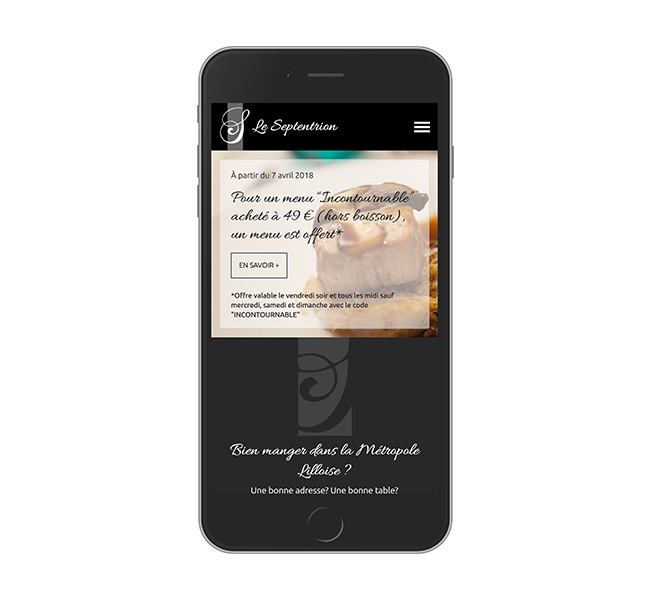 S Le Septentrion
À partir du 7 avril 2018
Pour un menu “Incontournable”
acheté à 49 € (hors boisson),
un menu est offert*
EN SAVOIR +
*Offre valable le vendredi soir et tous les midi sauf
mercredi, samedi et dimanche avec le code
"INCONTOURNABLE"
Bien manger dans la Métropole
Lilloise ?
Une bonne adresse? Une bonne table?